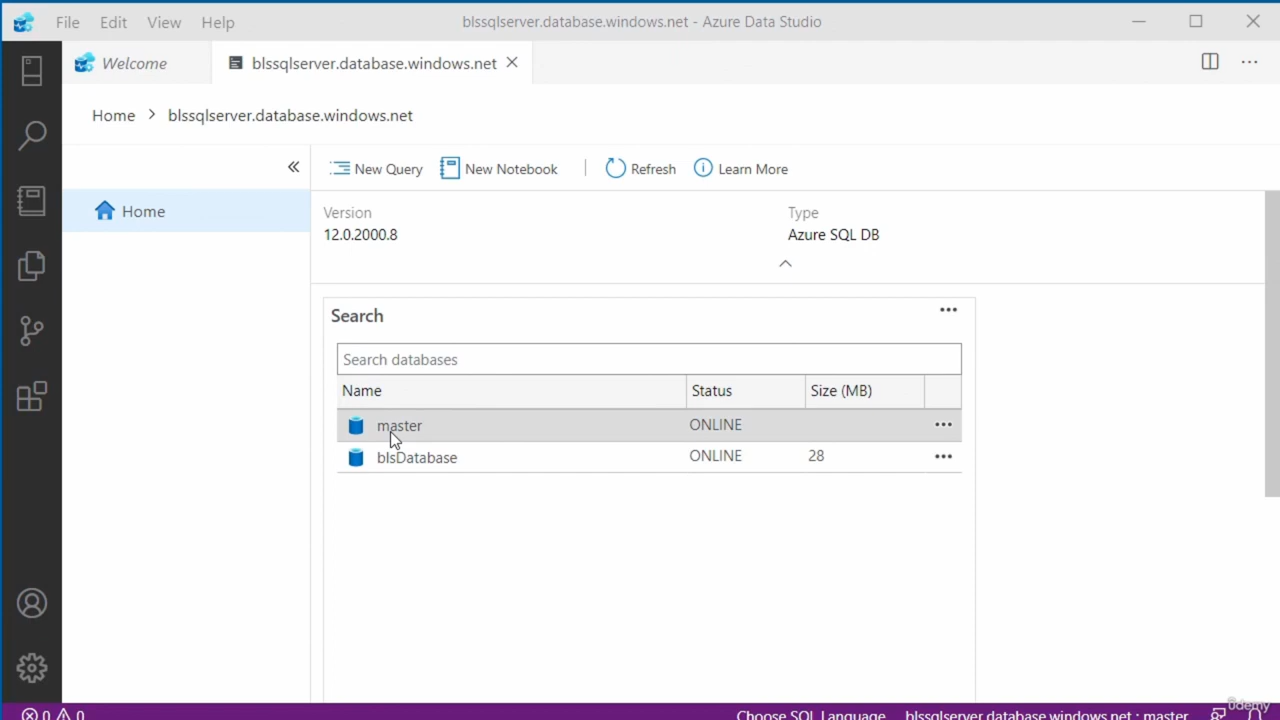 File Edit View Help blssqlserver.database.windows.net - Azure Data Studio
Welcome blssqlserver.database.windows.net
Home > blssqlserver.database.windows.net
« New Query New Notebook Refresh Learn More
Home
Version Type
12.0.2000.8 Azure SQL DB
Search
Search databases
Name Status Size (MB)
master ONLINE
blsDatabase ONLINE 28
0 0 Choose SQL Language blssqlserver.database.windows.net : master
udemy